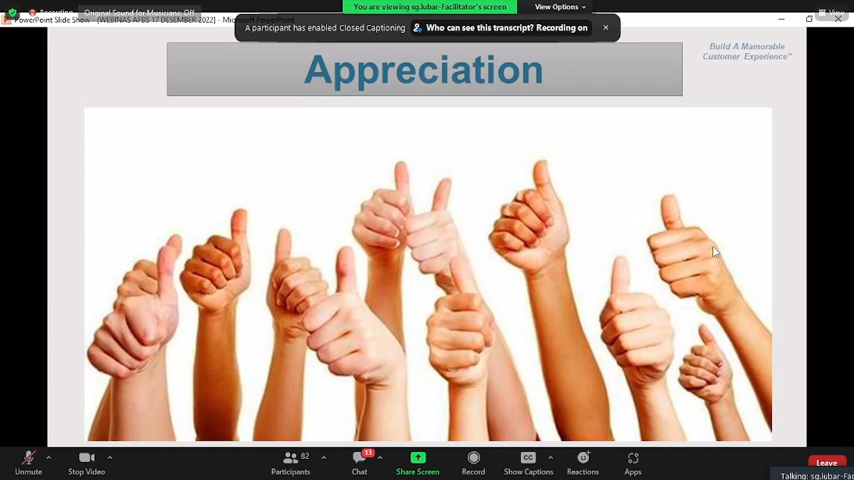 You are viewing sg.lubar-Facilitator's screen
View Options
Recording
Original Sound for Musicians: Off
View
PowerPoint Slide Show - [WEBINAS AFBS 17 DESEMBER 2022] - Microsoft PowerPoint
A participant has enabled Closed Captioning
Who can see this transcript? Recording on
Appreciation
Build A Mamorable
Customer Experience"
Unmute
Stop Video
82
Participants
13
Chat
Share Screen
Record
CC
Show Captions
Reactions
Apps
Leave
Talking: sg.lubar-Fac